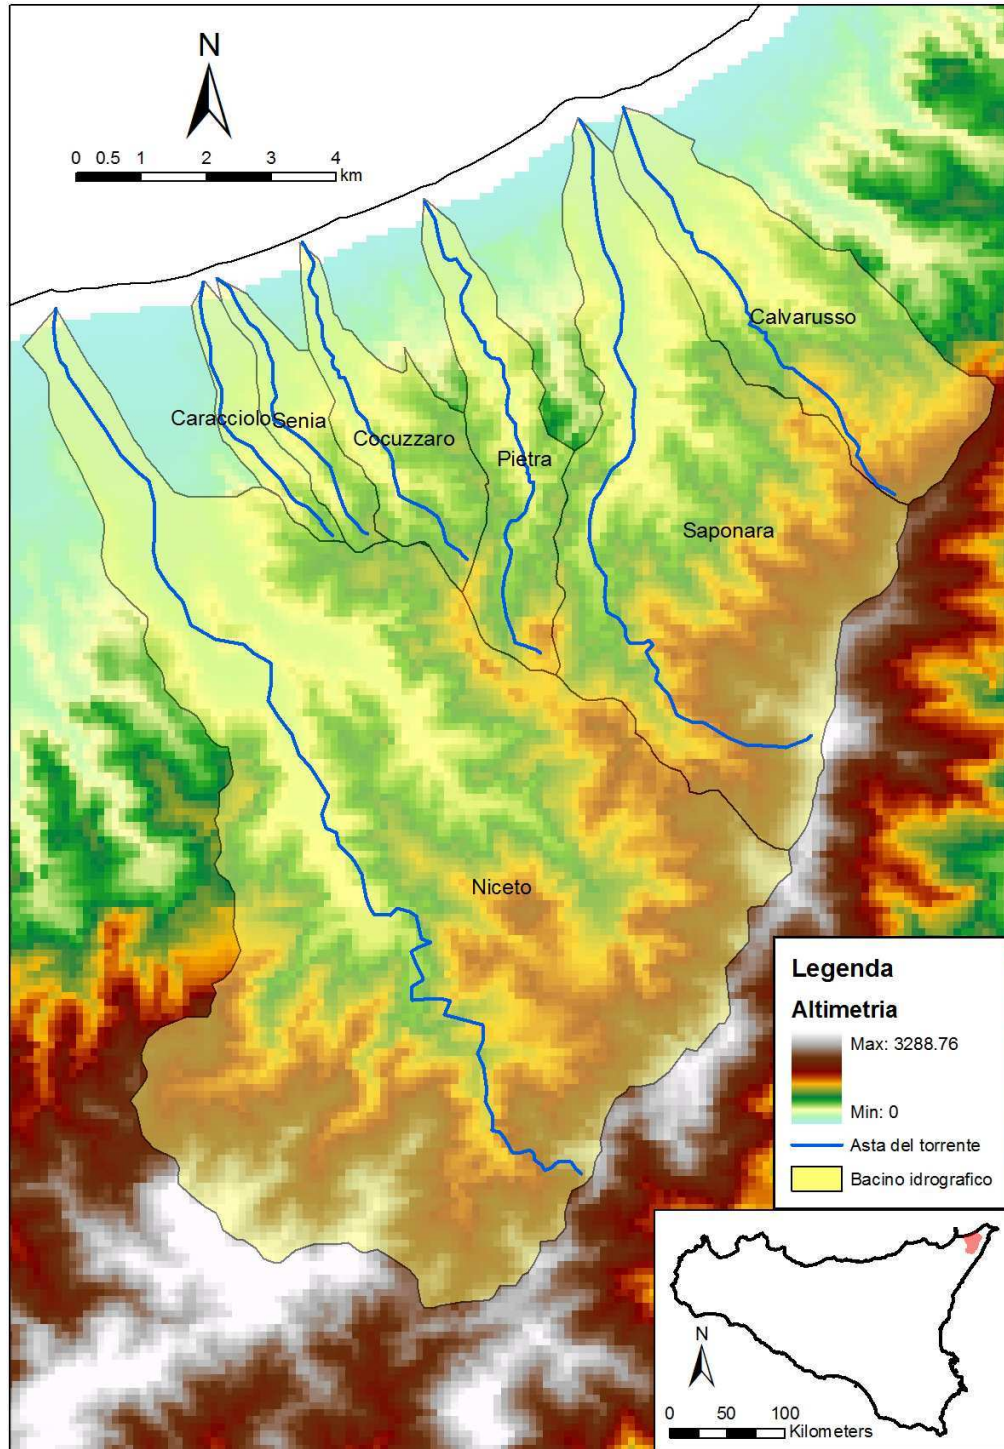 N
0 0.5 1 2 3 4
km
Calvarusso
Caracciolo
Senia
Cocuzzaro
Pietra
Saponara
Niceto
Legenda
Altimetria
Max: 3288.76
Min: 0
Asta del torrente
Bacino idrografico
N
0 50 100
Kilometers